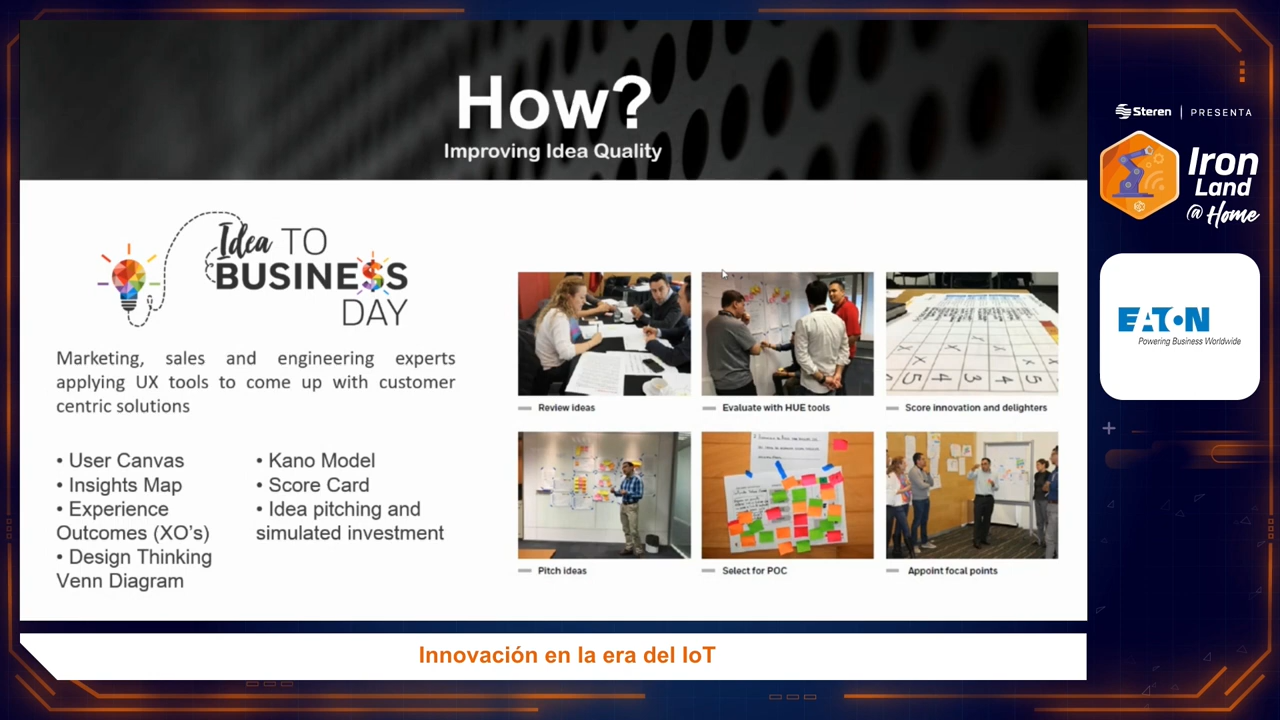 How?
Improving Idea Quality
Idea TO
BUSINESS
DAY
Marketing, sales and engineering experts
applying UX tools to come up with customer
centric solutions
• User Canvas
• Insights Map
• Experience
Outcomes (XO's)
• Design Thinking
Venn Diagram
• Kano Model
• Score Card
• Idea pitching and
simulated investment
Review ideas
Evaluate with HUE tools
Score innovation and delighters
Pitch ideas
Select for POC
Appoint focal points
Steren | PRESENTA
Iron
Land
@ Home
EATON
Powering Business Worldwide
Innovación en la era del IoT